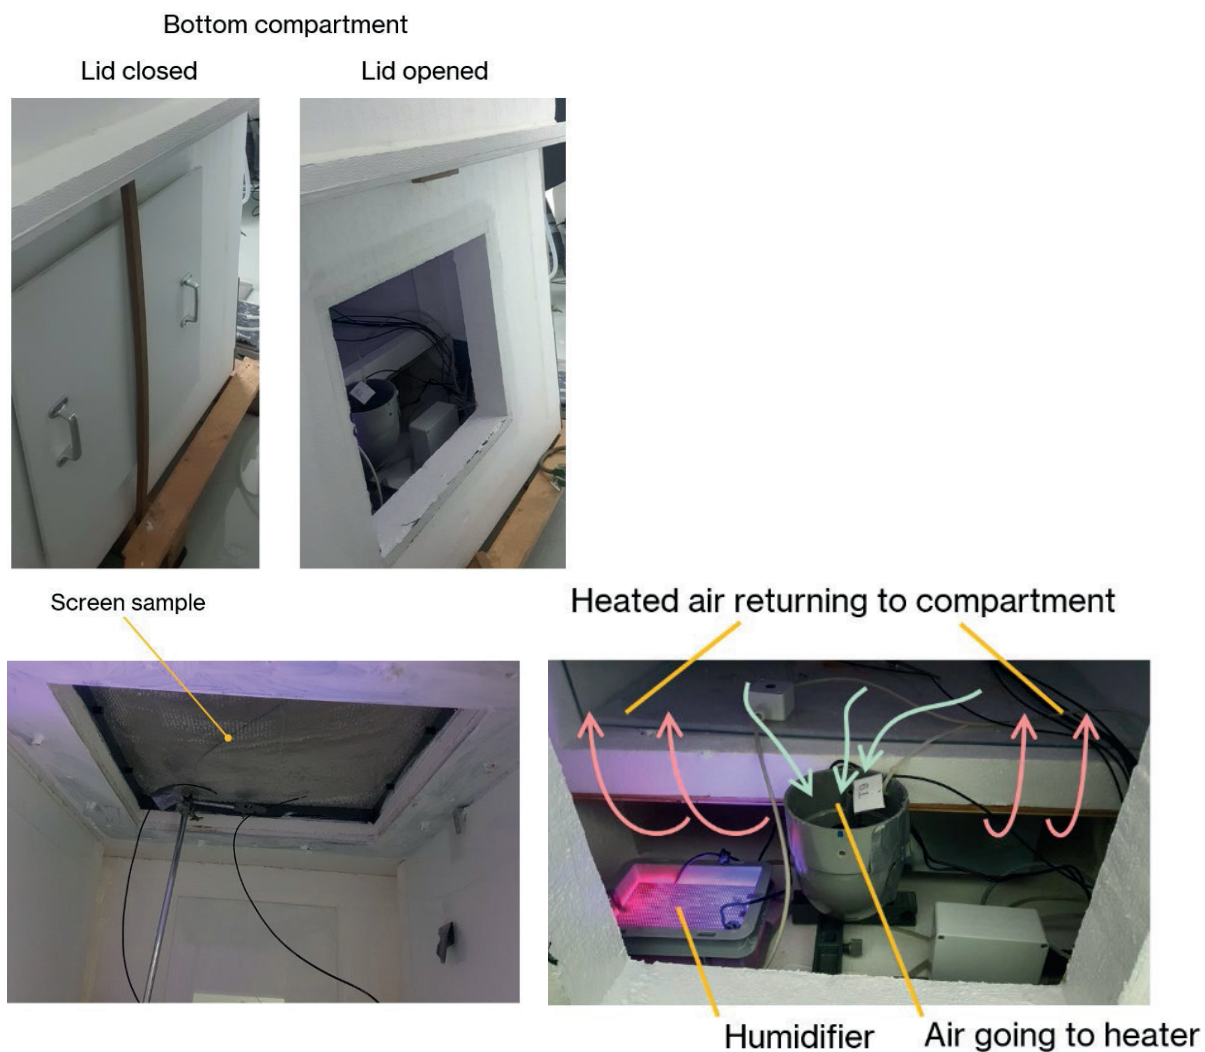 Bottom compartment
Lid closed
Lid opened
Screen sample
Heated air returning to compartment
Humidifier
Air going to heater